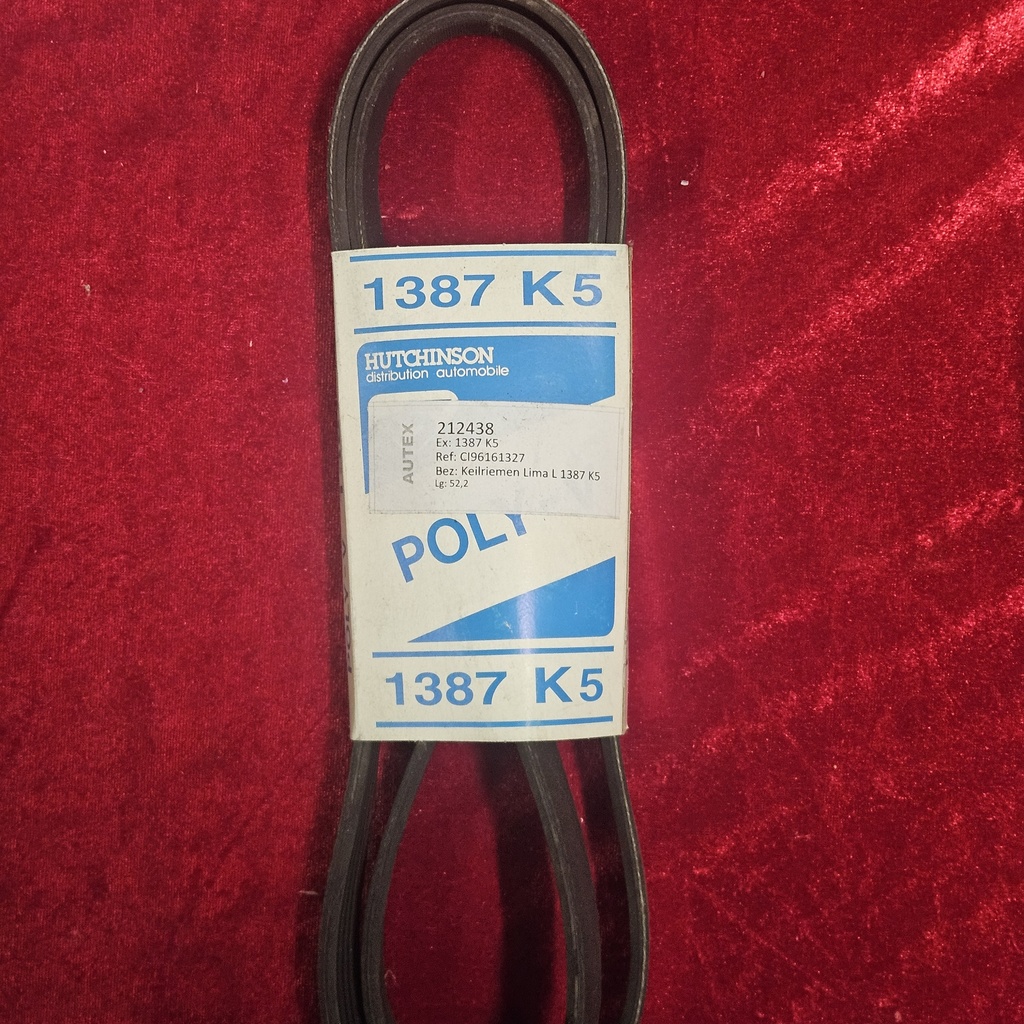 1387 K5
HUTCHINSON
distribution automobile
AUTEX
212438
Ex: 1387 K5
Ref: CI96161327
Bez: Keilriemen Lima L 1387 K5
Lg: 52,2
POLY
1387 K5